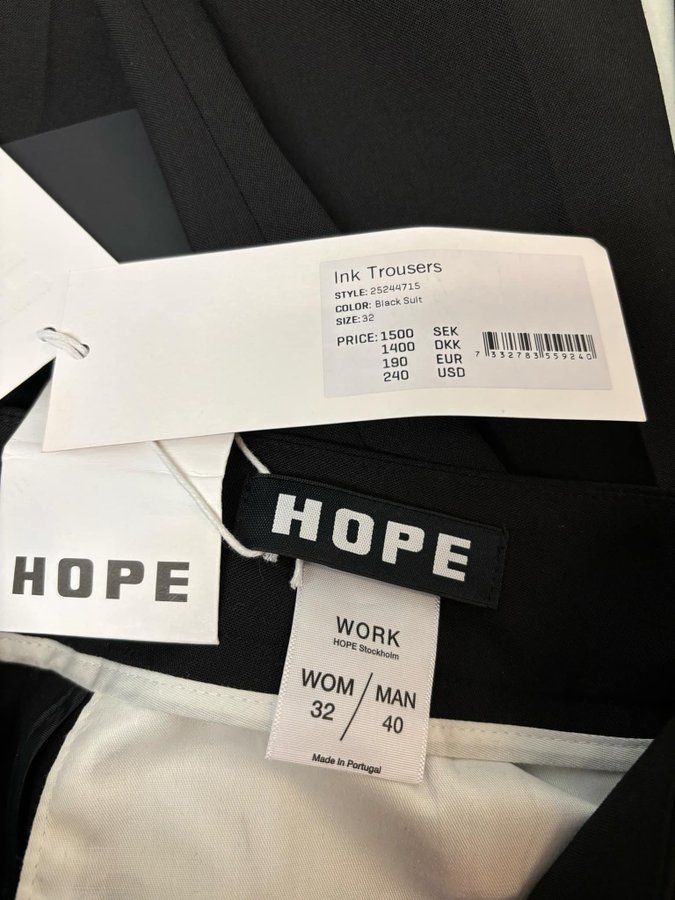 Ink Trousers
STYLE: 25244715
COLOR: Black Suit
SIZE: 32
PRICE: 1500 SEK
1400 DKK
190 EUR
240 USD
7 332783 559240
HOPE
HOPE
WORK
HOPE Stockholm
WOM / MAN
32 / 40
Made in Portugal